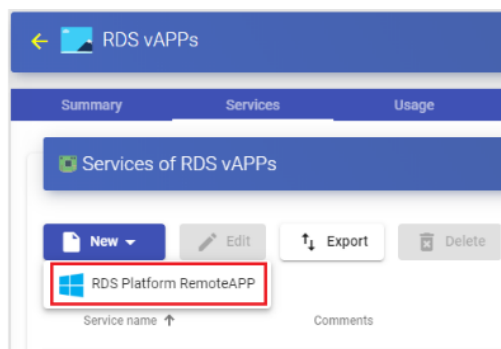 RDS vAPPs
Summary Services Usage
Services of RDS vAPPs
New Edit Export Delete
RDS Platform RemoteAPP
Service name Comments